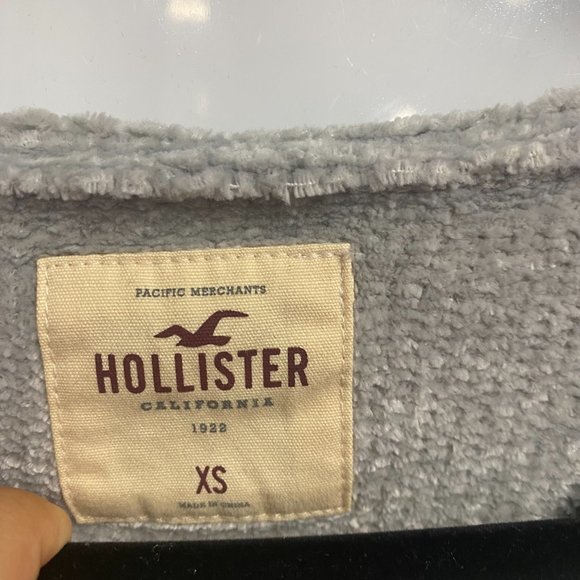 PACIFIC MERCHANTS
HOLLISTER
CALIFORNIA
1922
XS
MADE IN CHINA